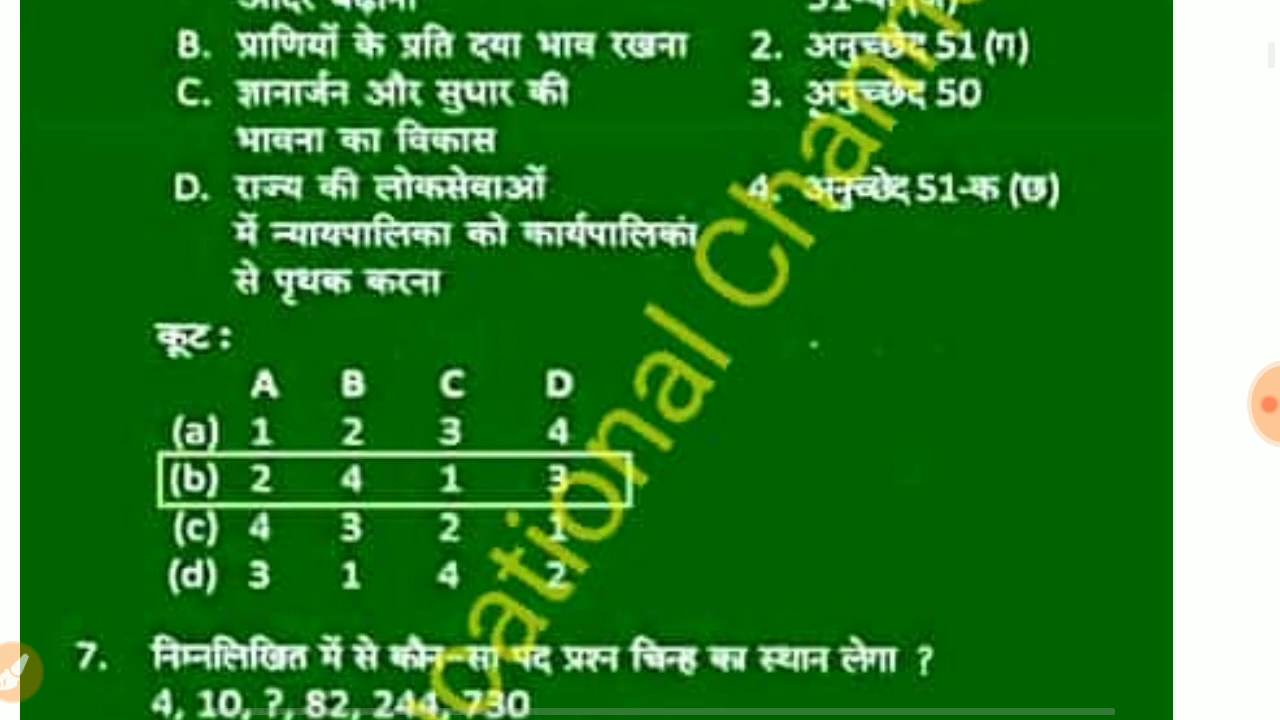 B. प्राणियों के प्रति दया भाव रखना 2. अनुच्छेद 51 (ग)
C. ज्ञानार्जन और सुधार की 3. अनुच्छेद 50
भावना का विकास
D. राज्य की लोकसेवाओं 4. अनुच्छेद 51-क (छ)
में न्यायपालिका को कार्यपालिका
से पृथक करना
कूट :
A B C D
(a) 1 2 3 4
(b) 2 4 1 3
(c) 4 3 2 1
(d) 3 1 4 2
7. निम्नलिखित में से कौन-सा पद प्रश्न चिन्ह का स्थान लेगा ?
4, 10, ?, 82, 244, 730
cational Channe